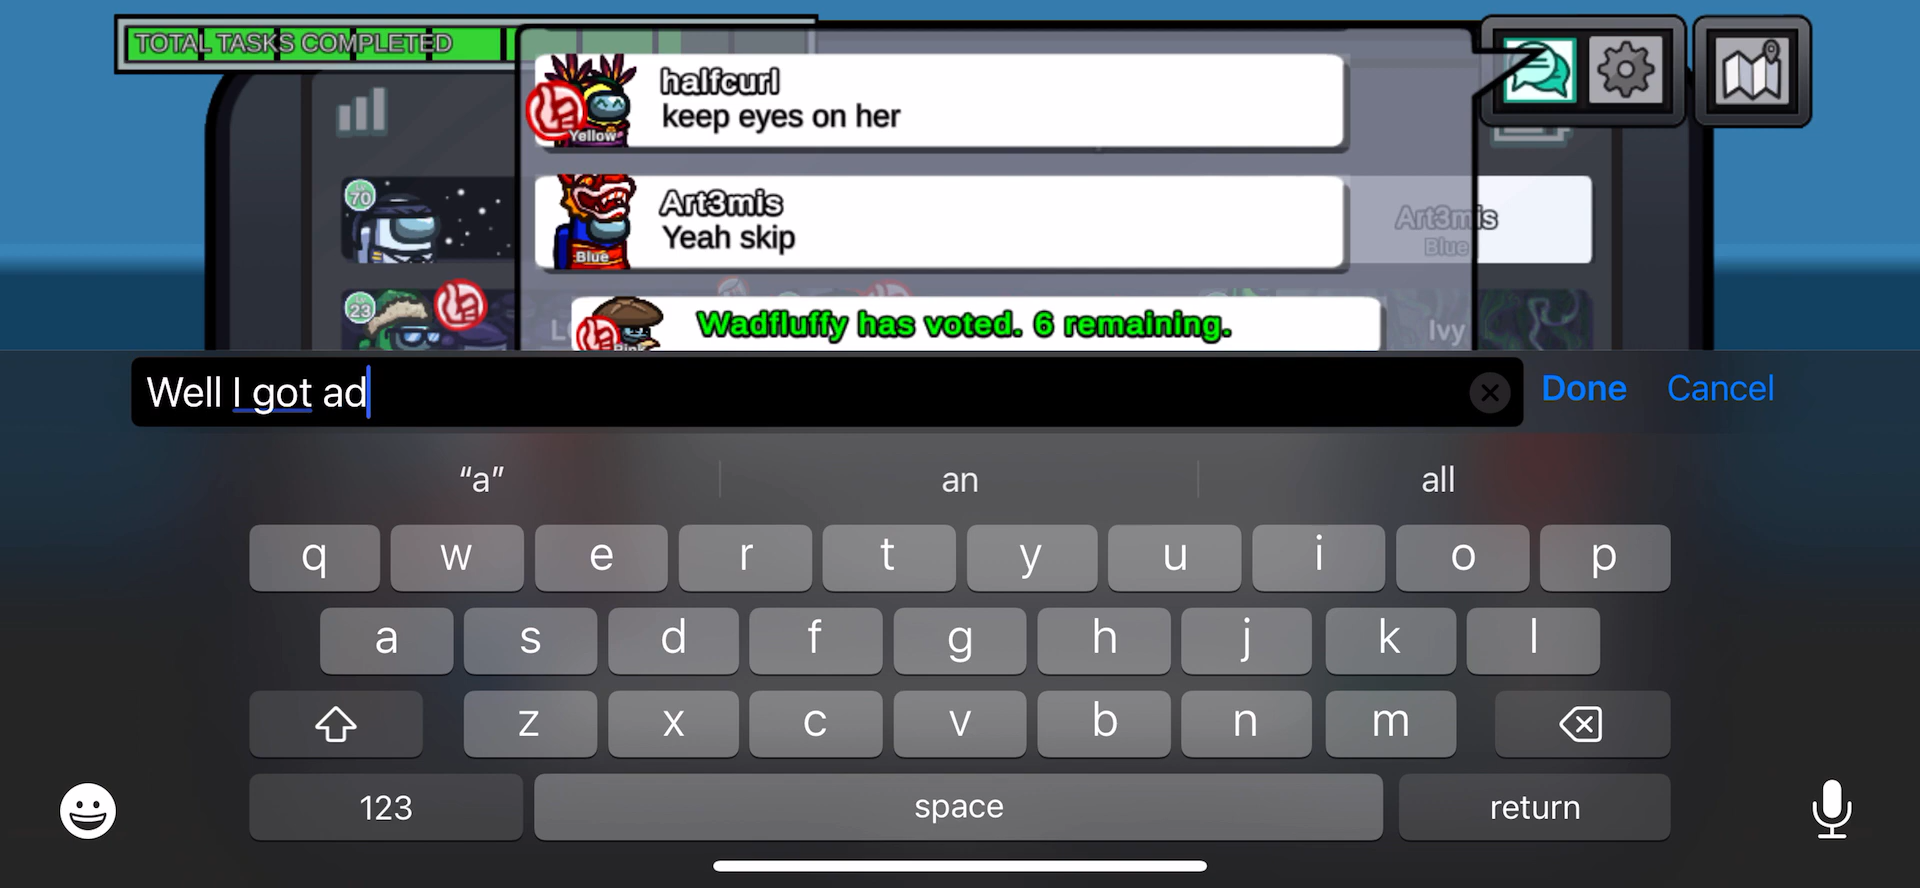 TOTAL TASKS COMPLETED
halfcurl
keep eyes on her
Yellow
70
Art3mis
Yeah skip
Blue
Art3mis
Blue
23
Wadfluffy has voted. 6 remaining.
Pink
Ivy
Well I got ad
Done
Cancel
“a”
an
all
q w e r t y u i o p
a s d f g h j k l
z x c v b n m
123
space
return